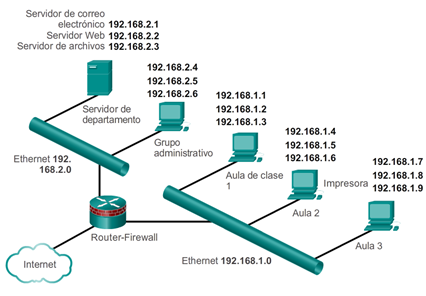 Servidor de correo
electrónico 192.168.2.1
Servidor Web 192.168.2.2
Servidor de archivos 192.168.2.3
192.168.2.4
192.168.2.5
192.168.2.6
Servidor de
departamento
192.168.1.1
192.168.1.2
192.168.1.3
Grupo
administrativo
Ethernet 192.
168.2.0
192.168.1.4
192.168.1.5
192.168.1.6
Aula de clase
1
Impresora
192.168.1.7
192.168.1.8
192.168.1.9
Aula 2
Router-Firewall
Aula 3
Internet
Ethernet 192.168.1.0